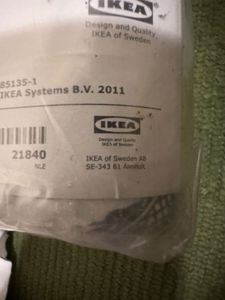 IKEA
Design and Quality
IKEA of Sweden
85135-1
IKEA Systems B.V. 2011
IKEA
Design and Quality
IKEA of Sweden
21840
IKEA of Sweden AB
SE-343 81 Älmhult